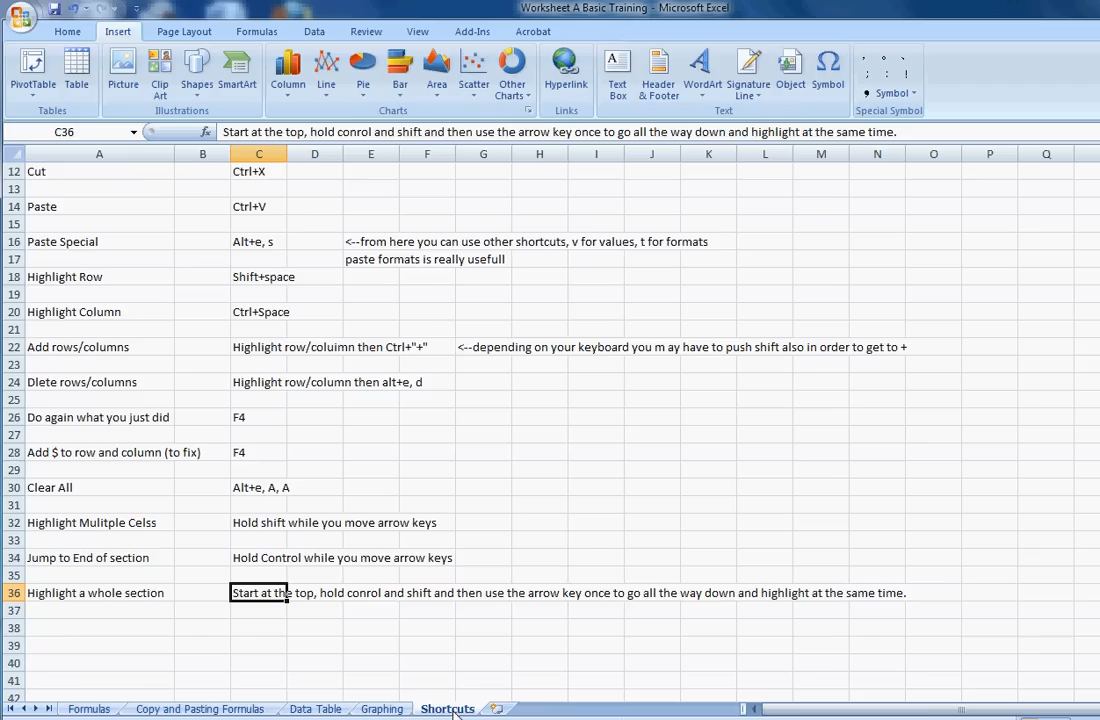 Worksheet A Basic Training - Microsoft Excel
Home Insert Page Layout Formulas Data Review View Add-Ins Acrobat
PivotTable Table Picture Clip Art Shapes SmartArt Column Line Pie Bar Area Scatter Other Charts Hyperlink Text Box Header & Footer WordArt Signature Line Object Symbol Symbol
Tables Illustrations Charts Links Text Special Symbol
C36 fx Start at the top, hold conrol and shift and then use the arrow key once to go all the way down and highlight at the same time.
A B C D E F G H I J K L M N O P Q
12 Cut Ctrl+X
13
14 Paste Ctrl+V
15
16 Paste Special Alt+e, s <--from here you can use other shortcuts, v for values, t for formats
17 paste formats is really usefull
18 Highlight Row Shift+space
19
20 Highlight Column Ctrl+Space
21
22 Add rows/columns Highlight row/coluimn then Ctrl+"+" <--depending on your keyboard you m ay have to push shift also in order to get to +
23
24 Dlete rows/columns Highlight row/column then alt+e, d
25
26 Do again what you just did F4
27
28 Add $ to row and column (to fix) F4
29
30 Clear All Alt+e, A, A
31
32 Highlight Mulitple Celss Hold shift while you move arrow keys
33
34 Jump to End of section Hold Control while you move arrow keys
35
36 Highlight a whole section Start at the top, hold conrol and shift and then use the arrow key once to go all the way down and highlight at the same time.
37
38
39
40
41
42
Formulas Copy and Pasting Formulas Data Table Graphing Shortcuts